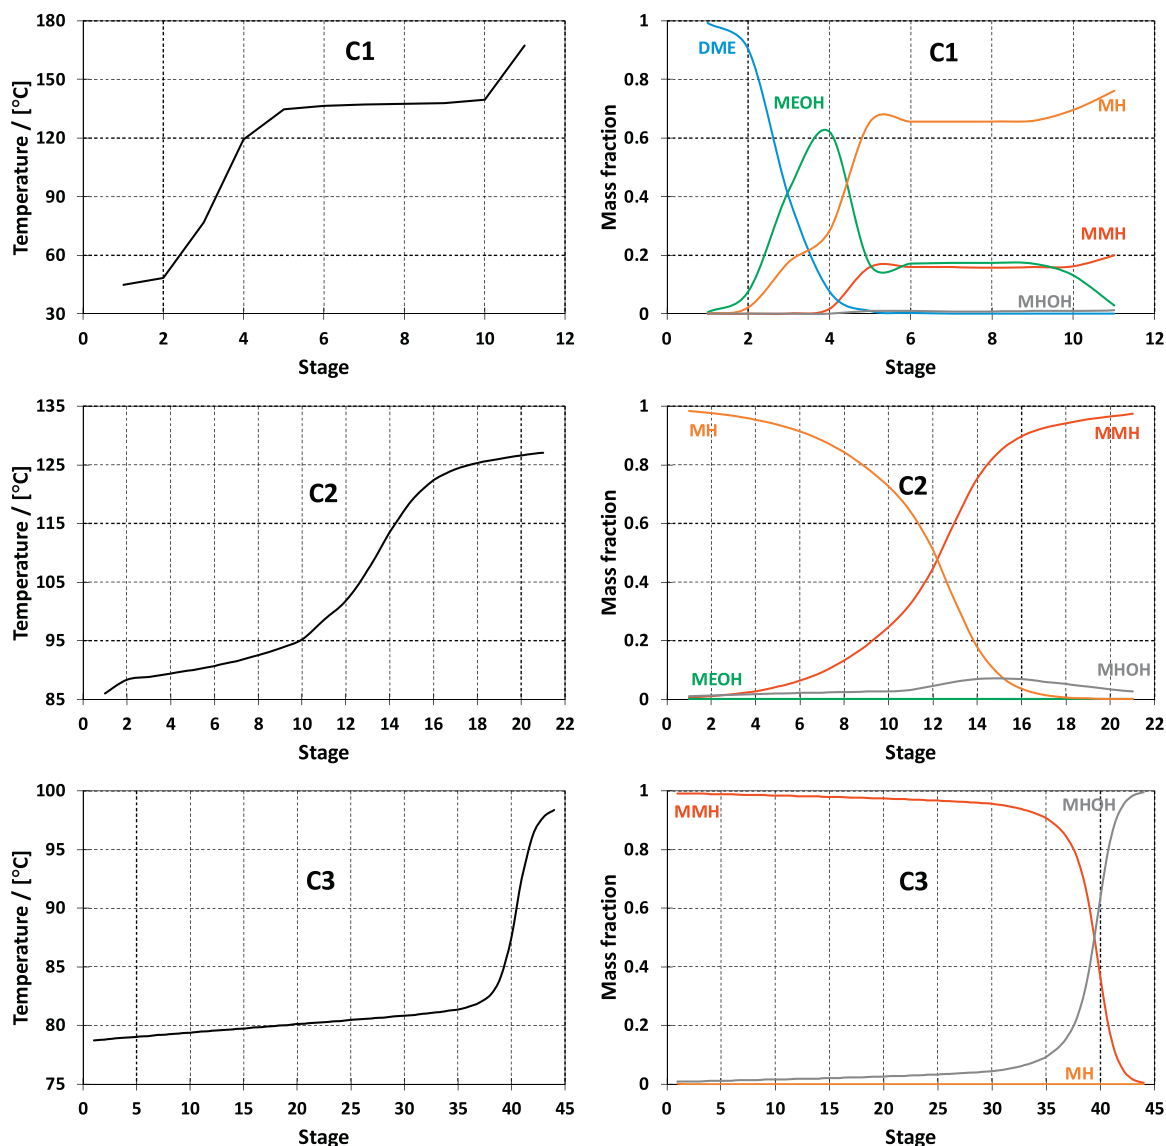 180
150
120
90
60
30
Temperature / [°C]
C1
0 2 4 6 8 10 12
Stage
1
0.8
0.6
0.4
0.2
0
Mass fraction
DME
C1
MEOH
MH
MMH
MHOH
0 2 4 6 8 10 12
Stage
135
125
115
105
95
85
Temperature / [°C]
C2
0 2 4 6 8 10 12 14 16 18 20 22
Stage
1
0.8
0.6
0.4
0.2
0
Mass fraction
MH
MMH
C2
MEOH
MHOH
0 2 4 6 8 10 12 14 16 18 20 22
Stage
100
95
90
85
80
75
Temperature / [°C]
C3
0 5 10 15 20 25 30 35 40 45
Stage
1
0.8
0.6
0.4
0.2
0
Mass fraction
MMH
MHOH
C3
MH
0 5 10 15 20 25 30 35 40 45
Stage